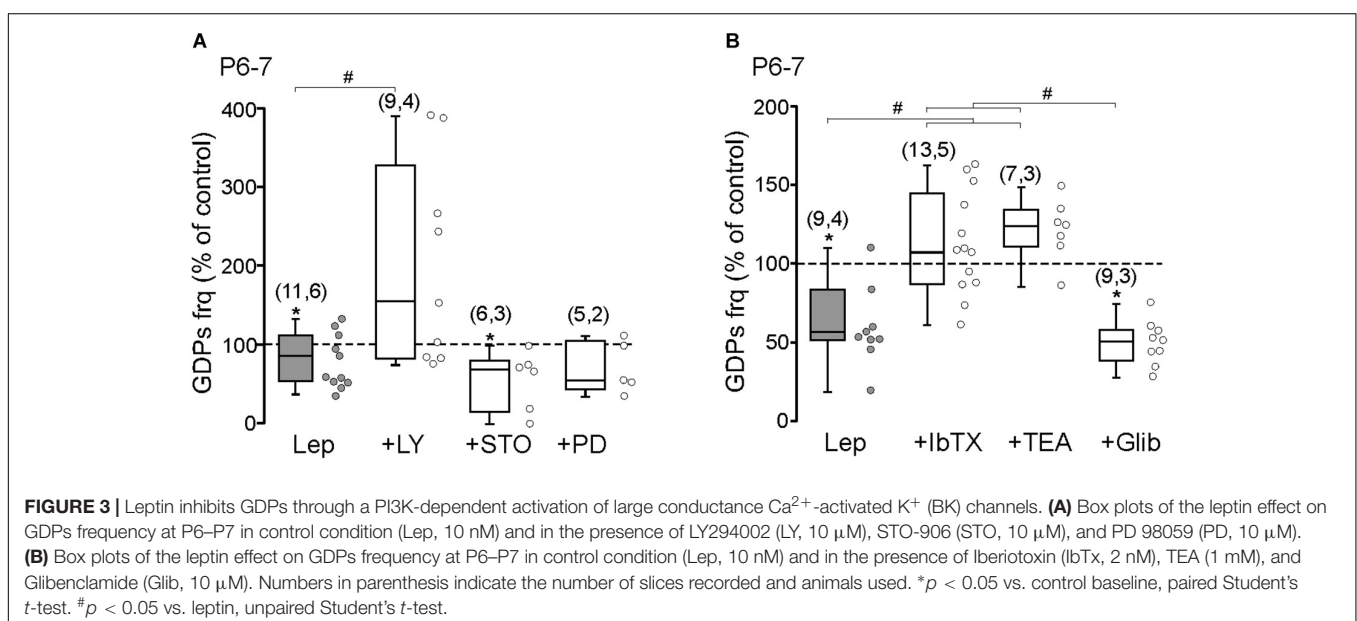 A
P6-7
#
400
300
200
100
0
GDPs frq (% of control)
(11,6)
*
(9,4)
(6,3)
*
(5,2)
Lep +LY +STO +PD
B
P6-7
# #
200
150
100
50
0
GDPs frq (% of control)
(9,4)
*
(13,5)
(7,3)
(9,3)
*
Lep +IbTX +TEA +Glib
FIGURE 3 | Leptin inhibits GDPs through a PI3K-dependent activation of large conductance Ca2+-activated K+ (BK) channels. (A) Box plots of the leptin effect on
GDPs frequency at P6–P7 in control condition (Lep, 10 nM) and in the presence of LY294002 (LY, 10 μM), STO-906 (STO, 10 μM), and PD 98059 (PD, 10 μM).
(B) Box plots of the leptin effect on GDPs frequency at P6–P7 in control condition (Lep, 10 nM) and in the presence of Iberiotoxin (IbTx, 2 nM), TEA (1 mM), and
Glibenclamide (Glib, 10 μM). Numbers in parenthesis indicate the number of slices recorded and animals used. *p < 0.05 vs. control baseline, paired Student's
t-test. #p < 0.05 vs. leptin, unpaired Student's t-test.